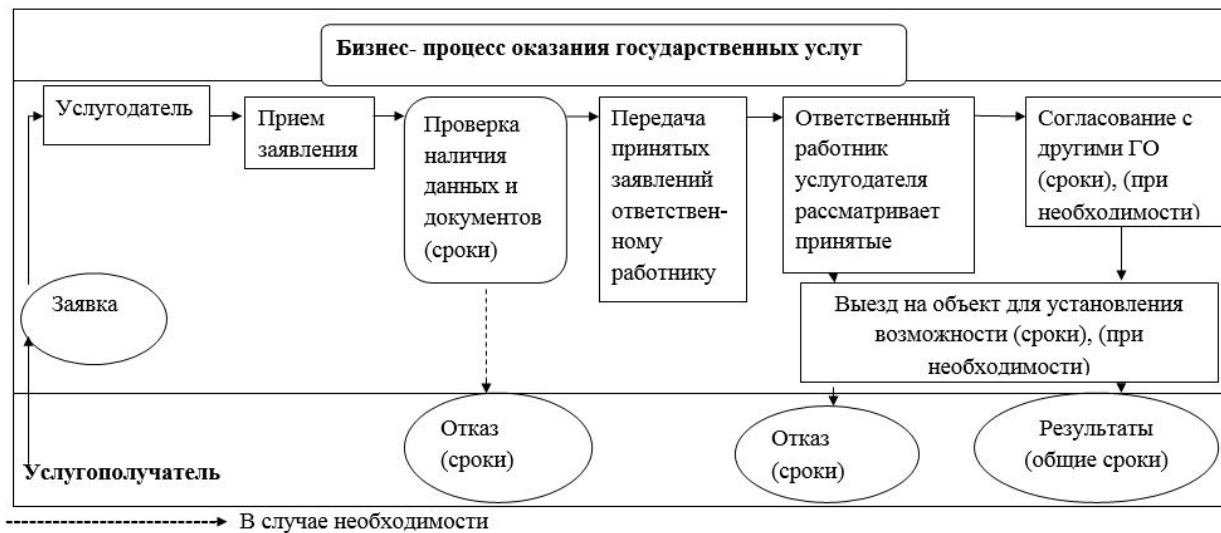 Бизнес- процесс оказания государственных услуг
Услугодатель
Прием
заявления
Проверка
наличия
данных и
документов
(сроки)
Передача
принятых
заявлений
ответствен-
ному
работнику
Ответственный
работник
услугодателя
рассматривает
принятые
Согласование с
другими ГО
(сроки), (при
необходимости)
Заявка
Выезд на объект для установления
возможности (сроки), (при
необходимости)
Отказ
(сроки)
Отказ
(сроки)
Результаты
(общие сроки)
Услугополучатель
В случае необходимости